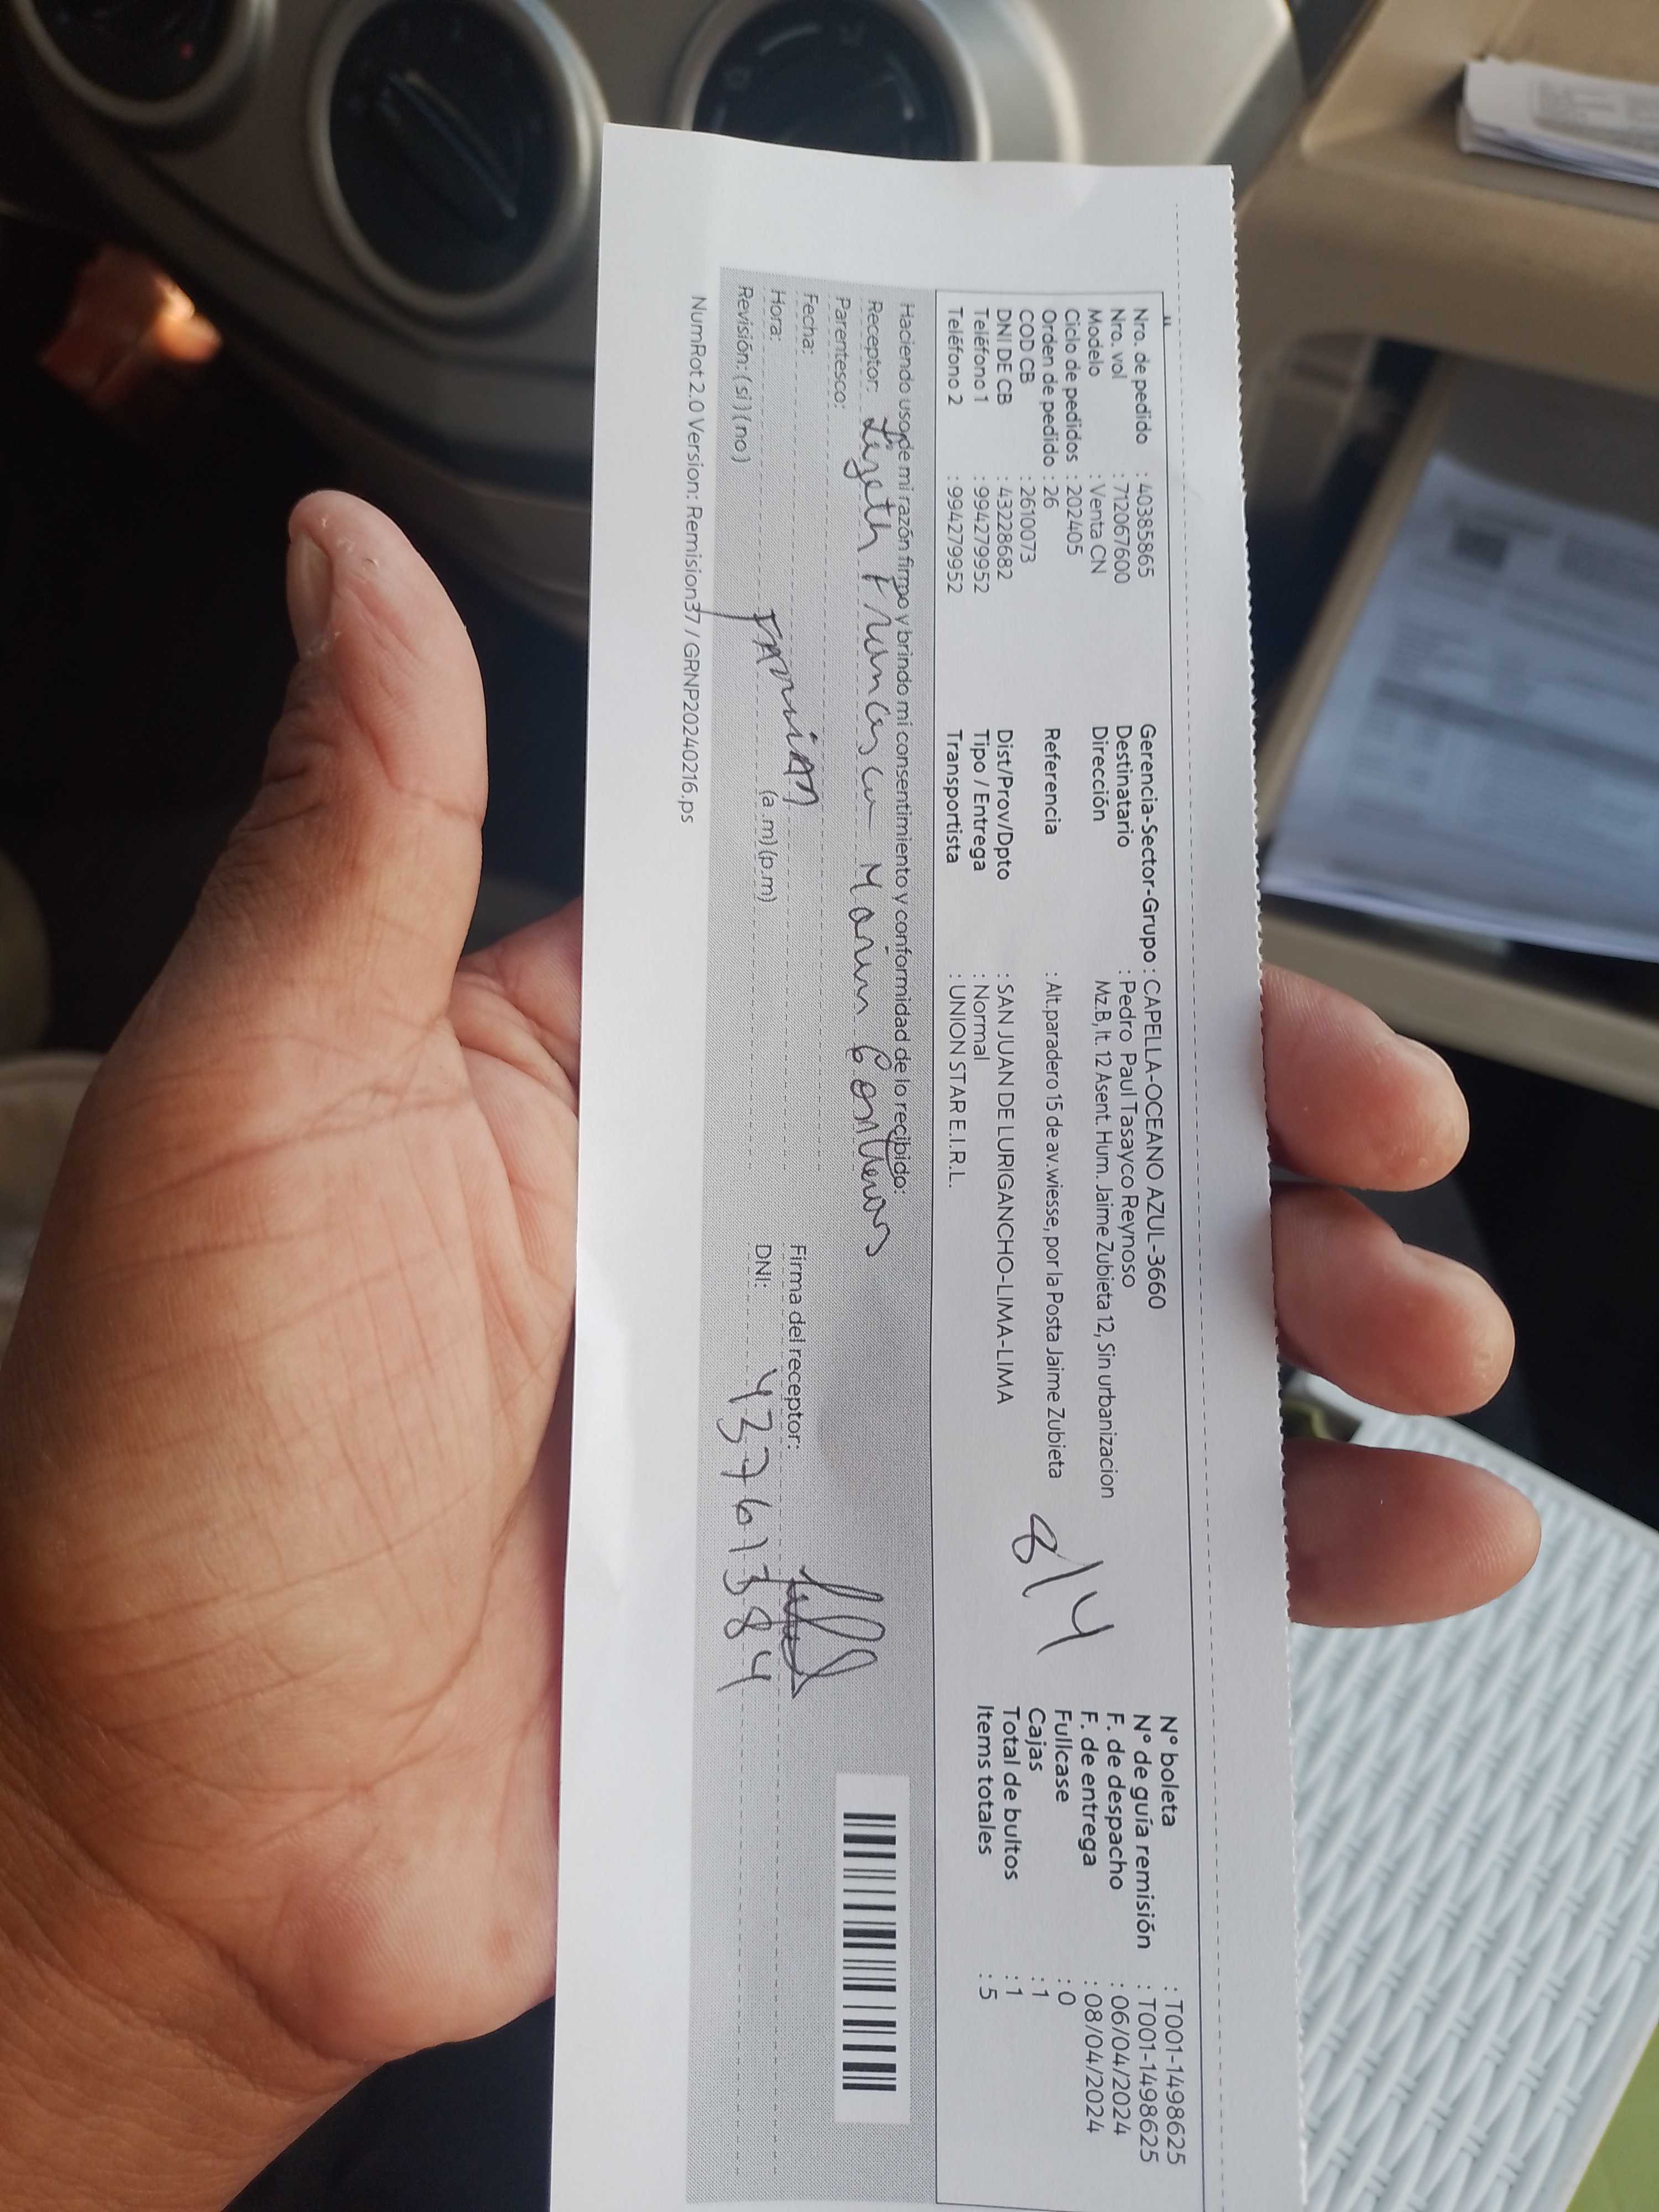 Nro. de pedido : 40385865
Nro. vol : 712067600
Modelo : Venta CN
Ciclo de pedidos : 202405
Orden de pedido : 26
COD CB : 2610073
DNI DE CB : 43228682
Teléfono 1 : 994279952
Teléfono 2 : 994279952
Gerencia-Sector-Grupo : CAPELLA-OCEANO AZUL-3660
Destinatario : Pedro Paul Tasayco Reynoso
Dirección Mz.B, lt. 12 Asent. Hum. Jaime Zubieta 12, Sin urbanizacion
Referencia : Alt.paradero 15 de av.wiesse, por la Posta Jaime Zubieta
Dist/Prov/Dpto : SAN JUAN DE LURIGANCHO-LIMA-LIMA
Tipo / Entrega : Normal
Transportista : UNION STAR E.I.R.L.
8/4
N° boleta : T001-1498625
N° de guía remisión : T001-1498625
F. de despacho : 06/04/2024
F. de entrega : 08/04/2024
Fullcase : 0
Cajas : 1
Total de bultos : 1
Items totales : 5
Haciendo uso de mi razón firmo y brindo mi consentimiento y conformidad de lo recibido:
Receptor: Lizeth Francisca Marin
Parentesco:
Fecha:
Hora: (a.m) (p.m)
Revisión: ( si ) ( no )
Firma del receptor:
DNI: 43761384
NumRot 2.0 Version: Remision37 / GRNP20240216.ps